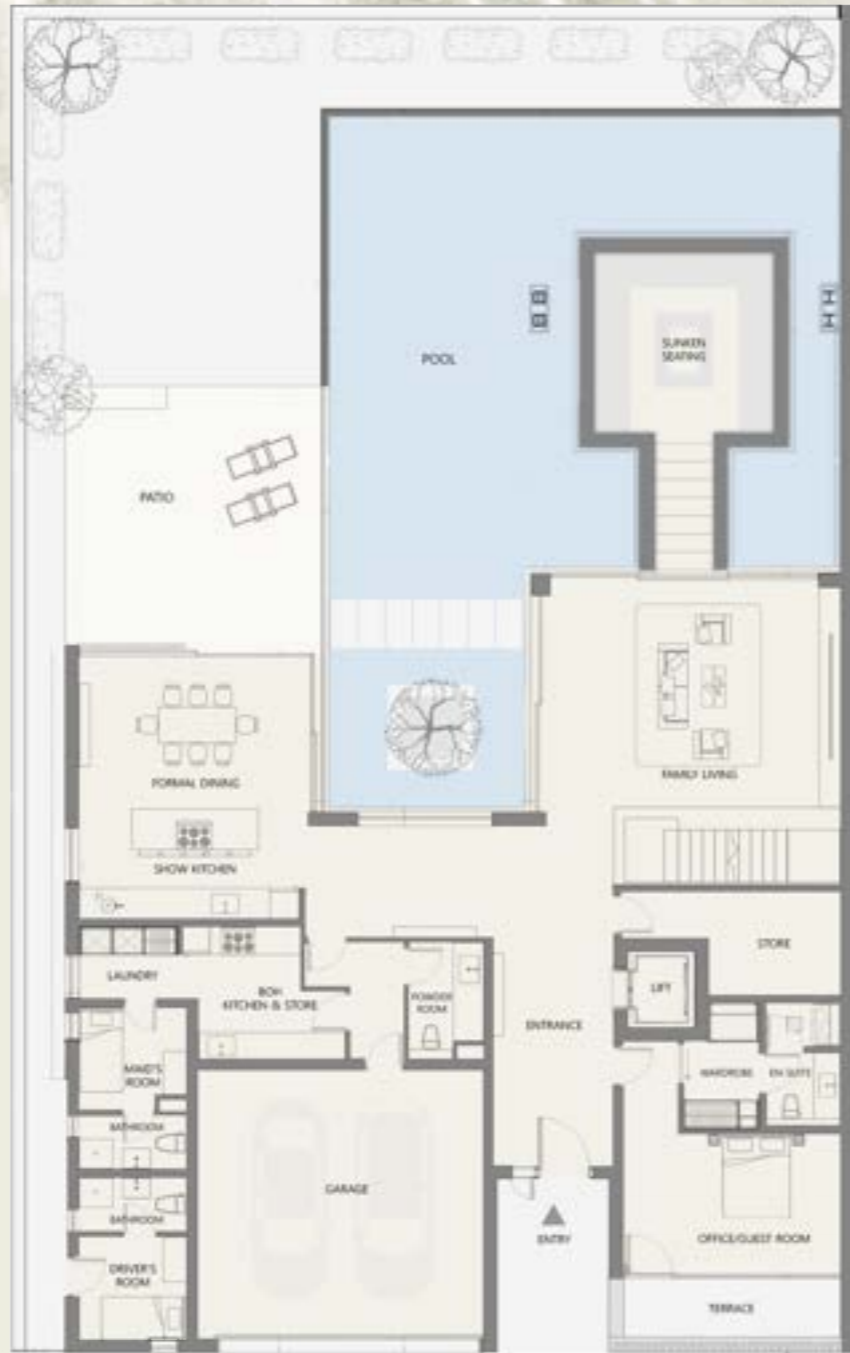 SUNKEN
SEATING
POOL
PATIO
FORMAL DINING
FAMILY LIVING
SHOW KITCHEN
STORE
LAUNDRY
BOH
KITCHEN & STORE
POWDER
ROOM
LIFT
ENTRANCE
MAID'S
ROOM
WARDROBE
EN-SUITE
BATHROOM
GARAGE
BATHROOM
ENTRY
OFFICE/GUEST ROOM
DRIVER'S
ROOM
TERRACE